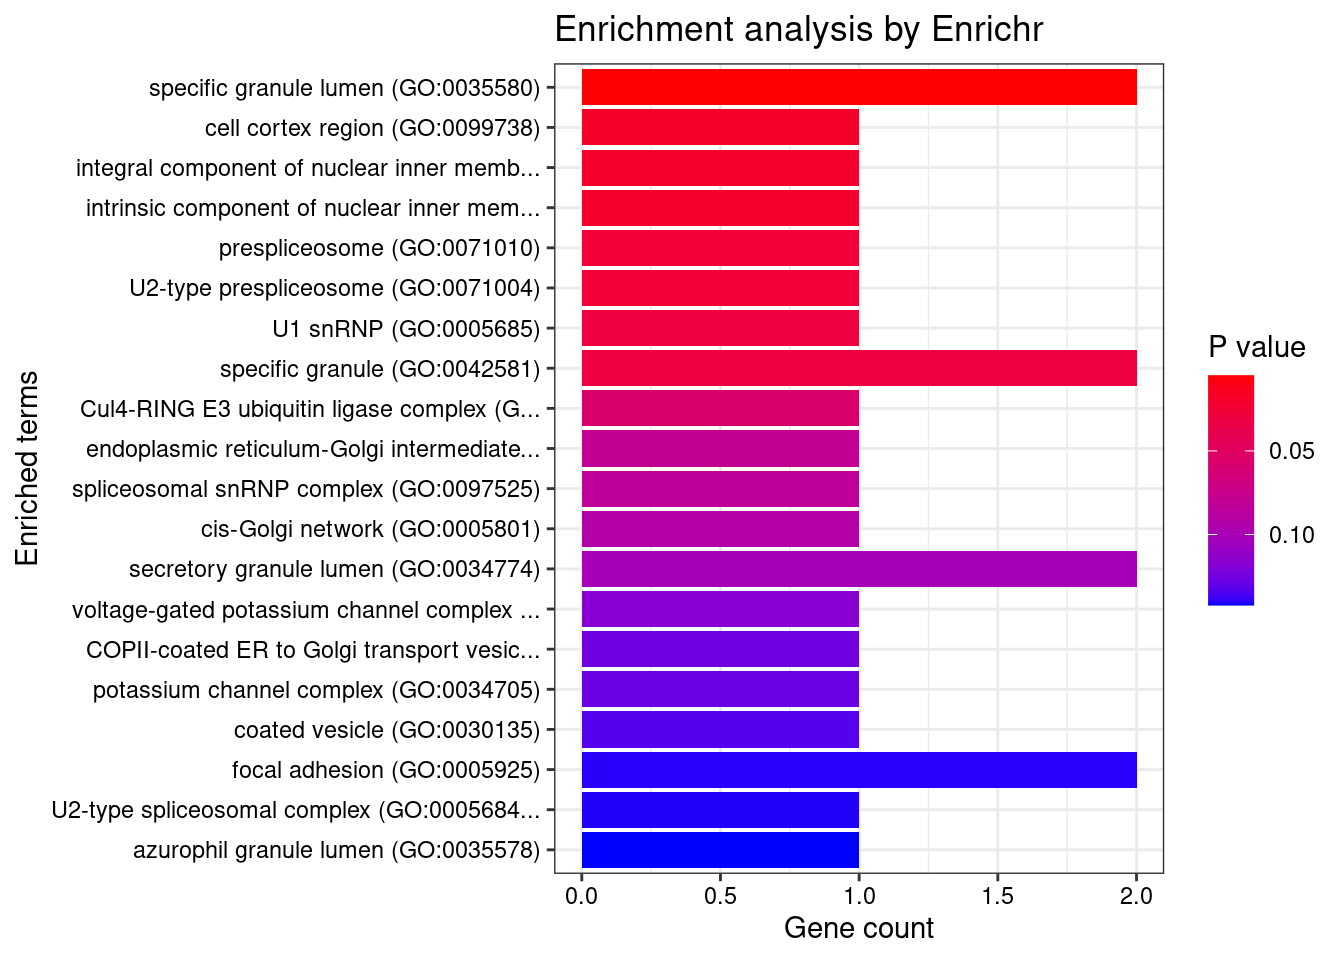 Enrichment analysis by Enrichr
specific granule lumen (GO:0035580)
cell cortex region (GO:0099738)
integral component of nuclear inner memb...
intrinsic component of nuclear inner mem...
prespliceosome (GO:0071010)
U2-type prespliceosome (GO:0071004)
U1 snRNP (GO:0005685)
specific granule (GO:0042581)
Cul4-RING E3 ubiquitin ligase complex (G...
endoplasmic reticulum-Golgi intermediate...
spliceosomal snRNP complex (GO:0097525)
cis-Golgi network (GO:0005801)
secretory granule lumen (GO:0034774)
voltage-gated potassium channel complex ...
COPII-coated ER to Golgi transport vesic...
potassium channel complex (GO:0034705)
coated vesicle (GO:0030135)
focal adhesion (GO:0005925)
U2-type spliceosomal complex (GO:0005684...
azurophil granule lumen (GO:0035578)
Enriched terms
0.0 0.5 1.0 1.5 2.0
Gene count
P value
0.05
0.10